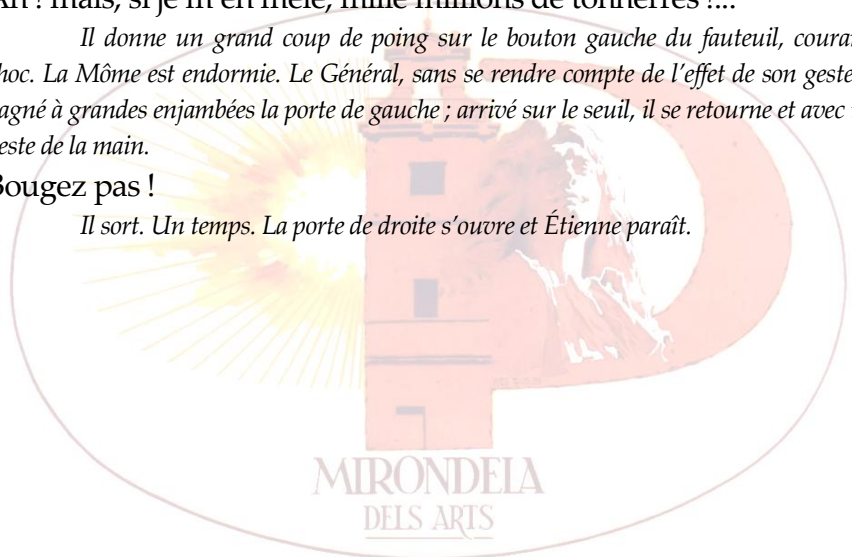 Ah ! mais, si je m'en mêle, mille millions de tonnerres !...
Il donne un grand coup de poing sur le bouton gauche du fauteuil, couran
hoc. La Môme est endormie. Le Général, sans se rendre compte de l'effet de son geste
agné à grandes enjambées la porte de gauche ; arrivé sur le seuil, il se retourne et avec
este de la main.
Bougez pas !
Il sort. Un temps. La porte de droite s'ouvre et Étienne paraît.
MIRONDELA
DELS ARTS